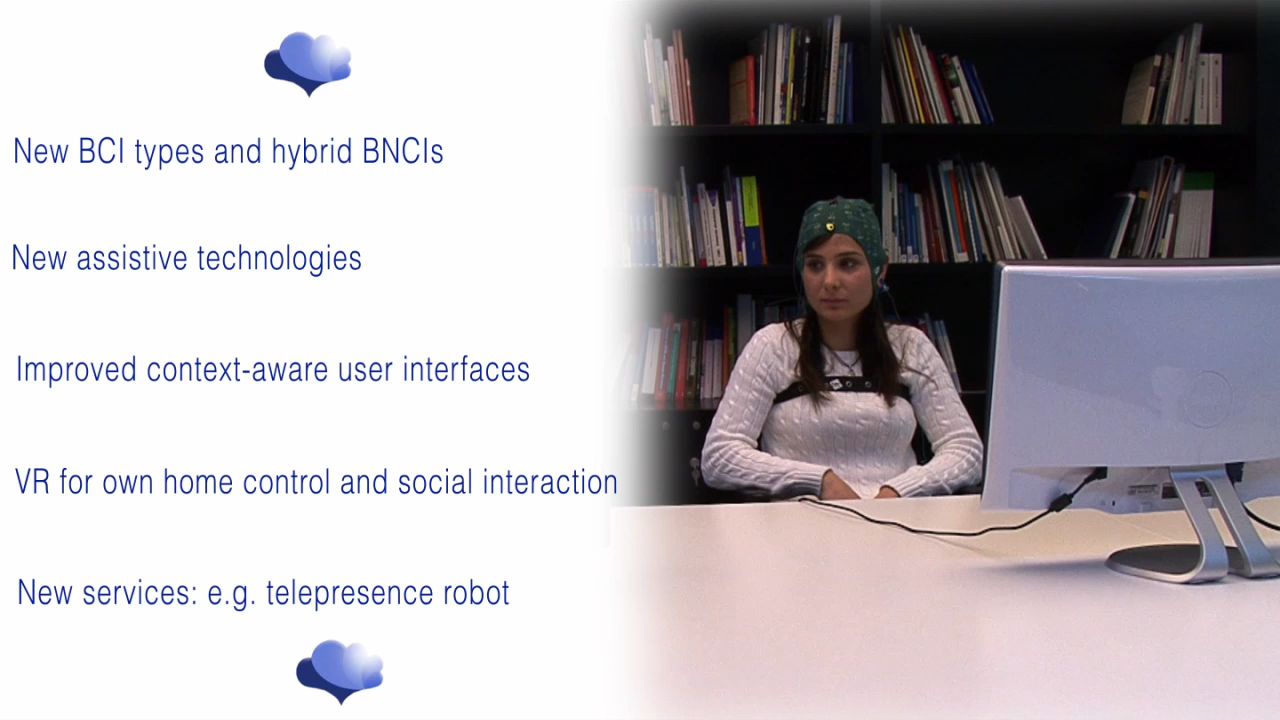 New BCI types and hybrid BNCIs
New assistive technologies
Improved context-aware user interfaces
VR for own home control and social interaction
New services: e.g. telepresence robot